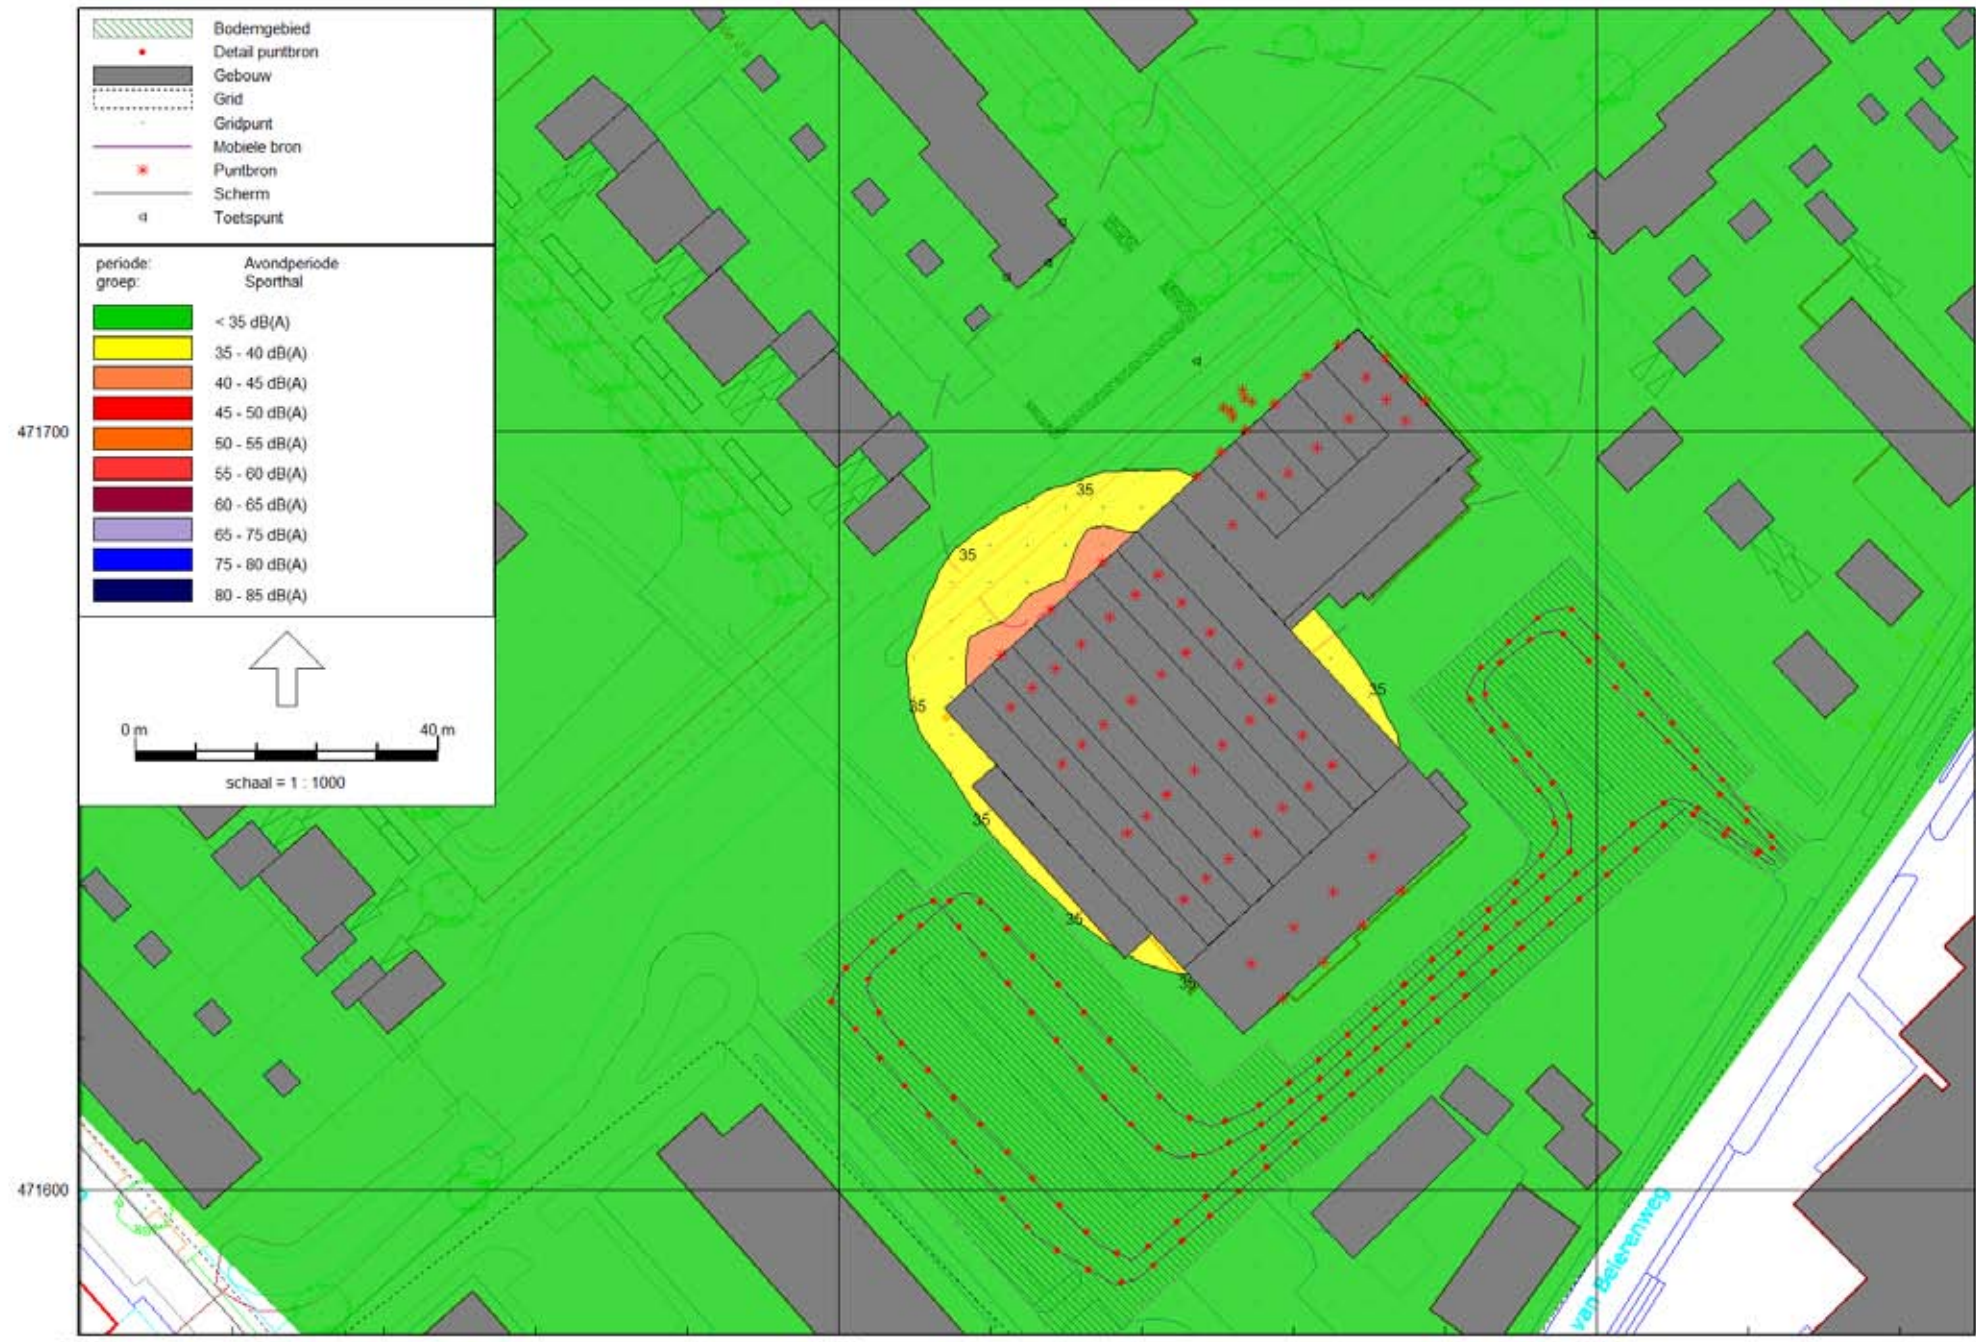 Bodemgebied
Detail puntbron
Gebouw
Grid
Gridpunt
Mobiele bron
Puntbron
Scherm
Toetspunt
periode: Avondperiode
groep: Sporthal
< 35 dB(A)
35 - 40 dB(A)
40 - 45 dB(A)
45 - 50 dB(A)
50 - 55 dB(A)
55 - 60 dB(A)
60 - 65 dB(A)
65 - 75 dB(A)
75 - 80 dB(A)
80 - 85 dB(A)
0 m 40 m
schaal = 1 : 1000
471700
35
35
35
35
35
35
35
471600
van Beierenweg